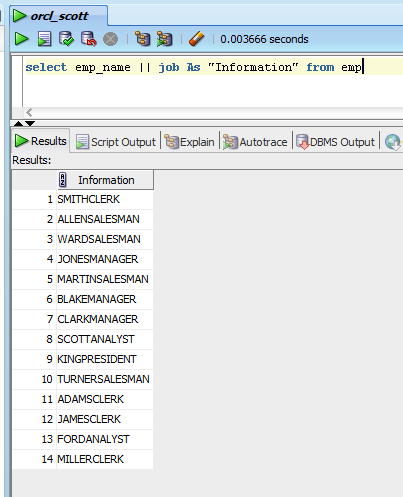 orcl_scott
0.003666 seconds
select emp_name || job As "Information" from emp
Results Script Output Explain Autotrace DBMS Output
Results:
Information
1 SMITHCLERK
2 ALLENSALESMAN
3 WARDSALESMAN
4 JONESMANAGER
5 MARTINSALESMAN
6 BLAKEMANAGER
7 CLARKMANAGER
8 SCOTTANALYST
9 KINGPRESIDENT
10 TURNERSALESMAN
11 ADAMSCLERK
12 JAMESCLERK
13 FORDANALYST
14 MILLERCLERK